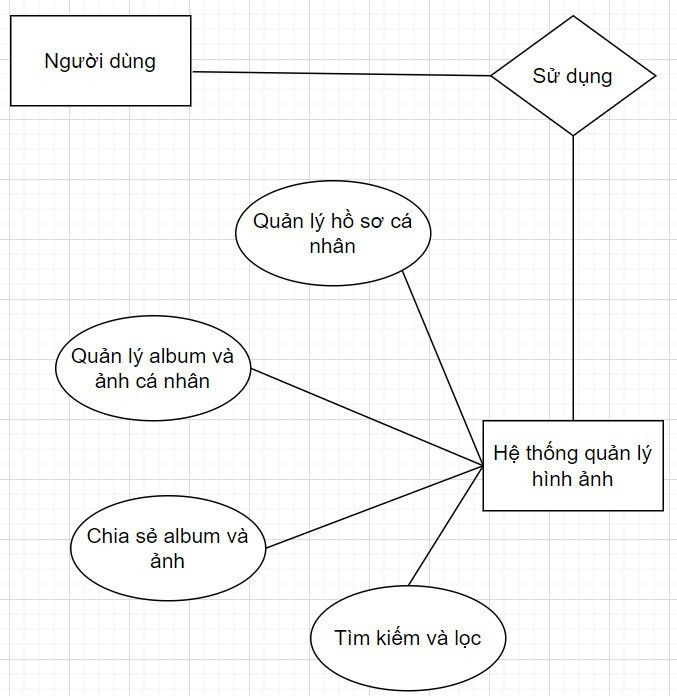 Người dùng
Sử dụng
Quản lý hồ sơ cá
nhân
Quản lý album và
ảnh cá nhân
Hệ thống quản lý
hình ảnh
Chia sẻ album và
ảnh
Tìm kiếm và lọc